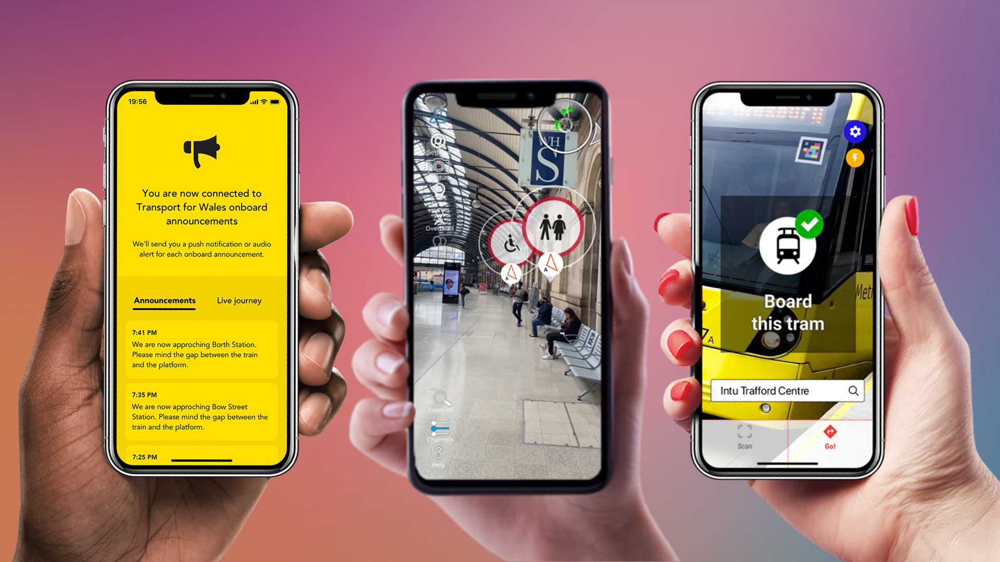 19:56
You are now connected to
Transport for Wales onboard
announcements
We'll send you a push notification or audio
alert for each onboard announcement.
Announcements
Live journey
7:41 PM
We are now approching Borth Station.
Please mind the gap between the train
and the platform.
7:35 PM
We are now approching Bow Street
Station. Please mind the gap between the
train and the platform.
7:25 PM
WH
S
Overhead
A
A
Zoom off
Channels
Help
Board
this tram
Metr
7A
Intu Trafford Centre
Scan
Go!